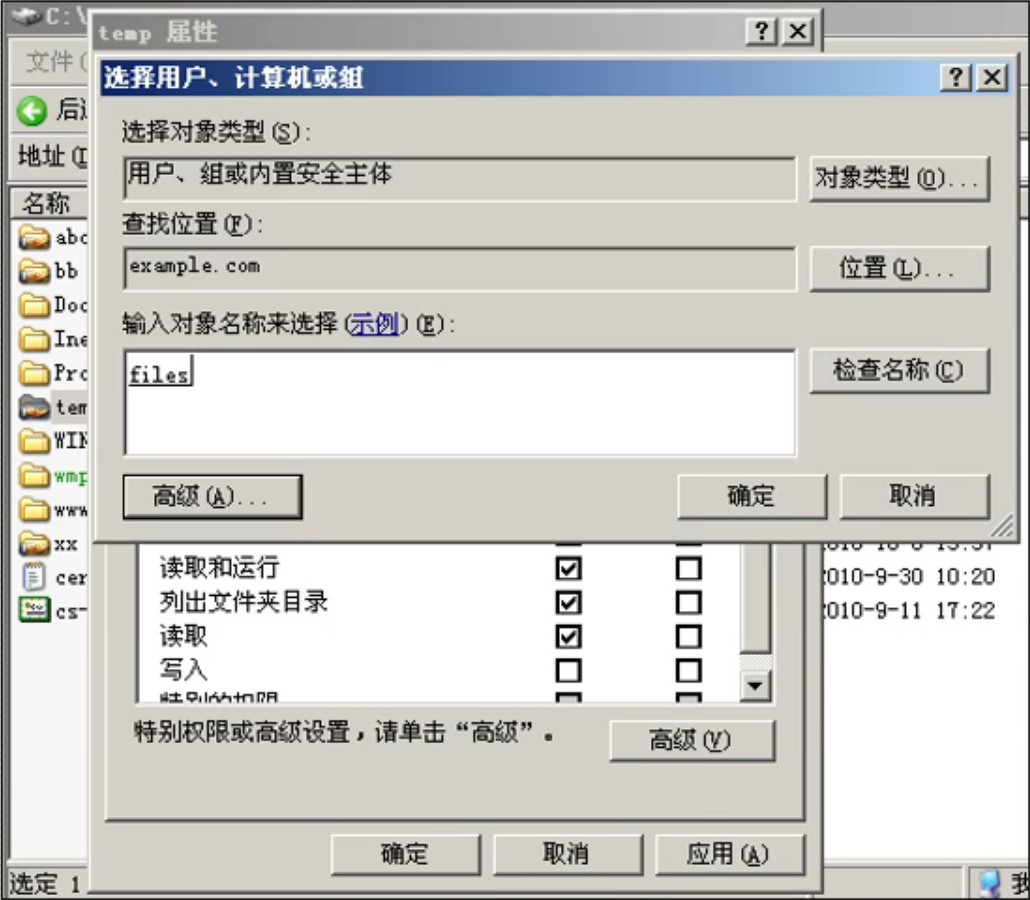 C:\
temp 属性
文件(
选择用户、计算机或组
后
选择对象类型(S):
地址(D
用户、组或内置安全主体
对象类型(O)...
名称
查找位置(F):
abc
example.com
位置(L)...
bb
Doc
输入对象名称来选择(示例)(E):
Ine
files
检查名称(C)
Pro
tem
WIN
wmp
高级(A)...
确定
取消
www
xx
读取和运行
cer
2010-9-30 10:20
列出文件夹目录
cs-
2010-9-11 17:22
读取
写入
特别的权限
特别权限或高级设置，请单击“高级”。
高级(V)
确定
取消
应用(A)
选定 1
我